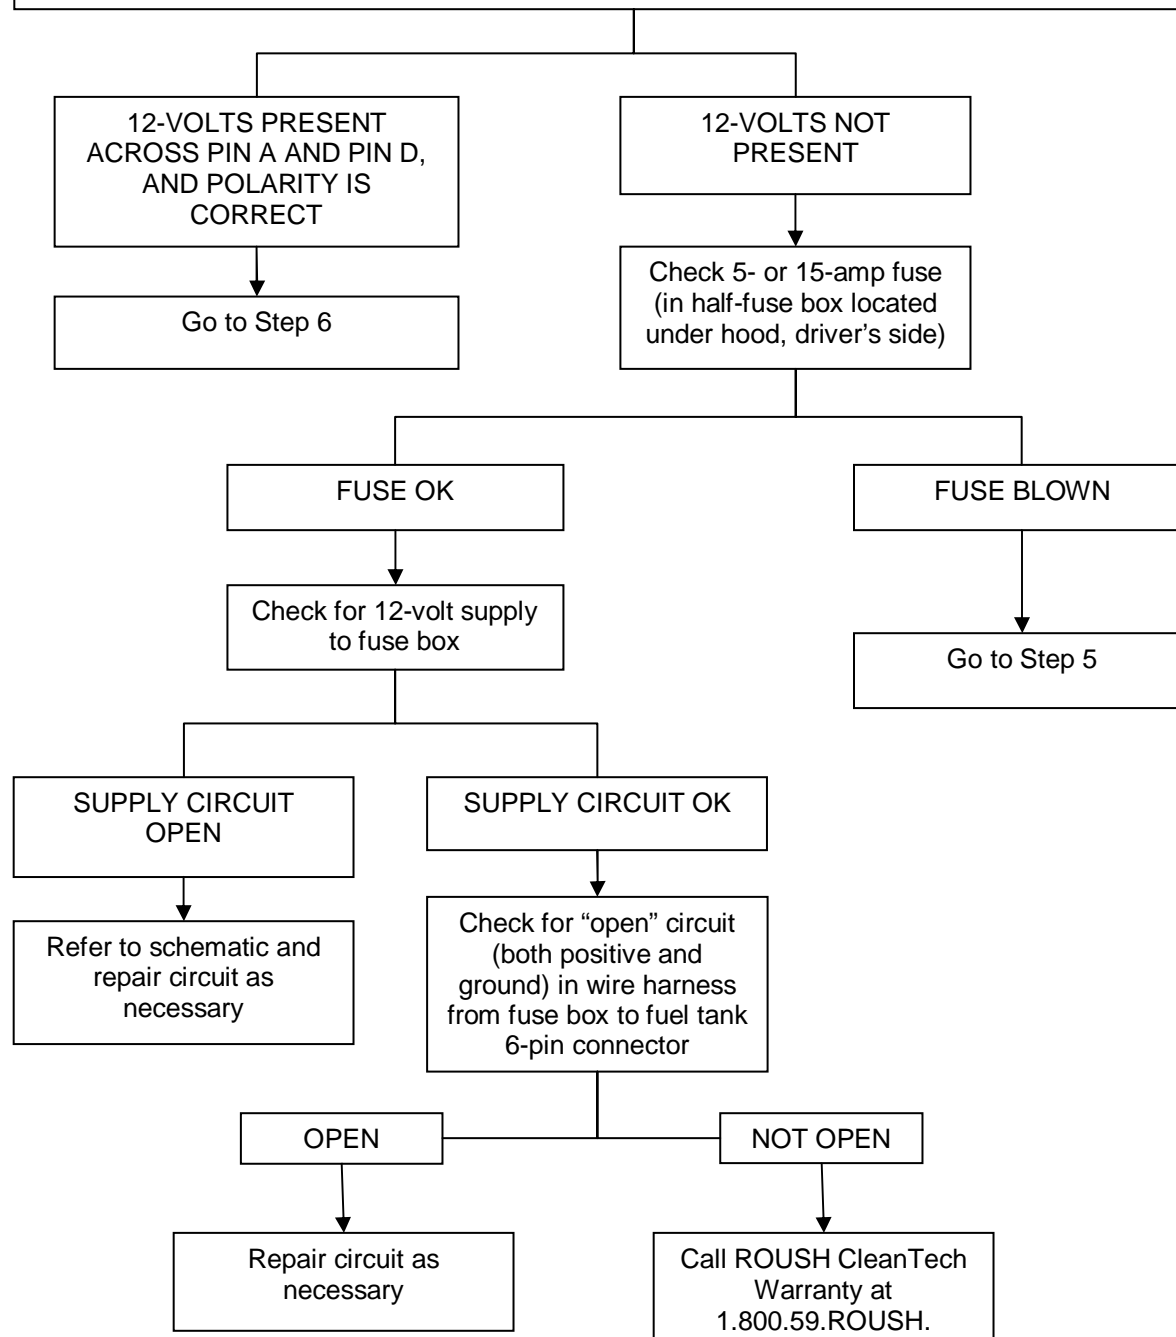 12-VOLTS PRESENT
ACROSS PIN A AND PIN D,
AND POLARITY IS
CORRECT
12-VOLTS NOT
PRESENT
Go to Step 6
Check 5- or 15-amp fuse
(in half-fuse box located
under hood, driver’s side)
FUSE OK
FUSE BLOWN
Check for 12-volt supply
to fuse box
Go to Step 5
SUPPLY CIRCUIT
OPEN
SUPPLY CIRCUIT OK
Refer to schematic and
repair circuit as
necessary
Check for “open” circuit
(both positive and
ground) in wire harness
from fuse box to fuel tank
6-pin connector
OPEN
NOT OPEN
Repair circuit as
necessary
Call ROUSH CleanTech
Warranty at
1.800.59.ROUSH.